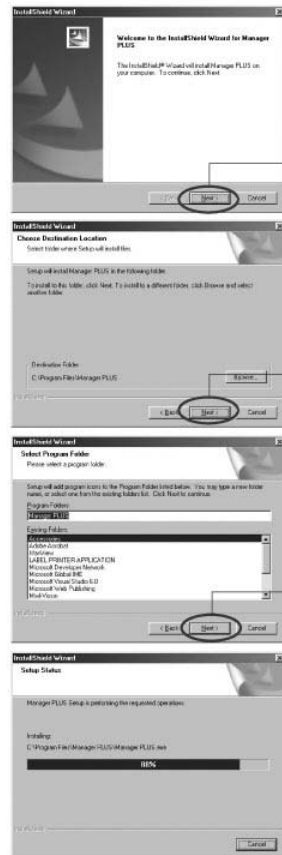 InstallShield Wizard
Welcome to the InstallShield Wizard for Manager
PLUS
The InstallShield® Wizard will install Manager PLUS on
your computer. To continue, click Next.
Next >
Cancel
InstallShield Wizard
Choose Destination Location
Select folder where Setup will install files.
Setup will install Manager PLUS in the following folder.
To install to this folder, click Next. To install to a different folder, click Browse and select
another folder.
Destination Folder
C:\Program Files\Manager PLUS
Browse...
InstallShield
< Back
Next >
Cancel
InstallShield Wizard
Select Program Folder
Please select a program folder.
Setup will add program icons to the Program Folder listed below. You may type a new folder
name, or select one from the existing folders list. Click Next to continue.
Program Folders:
Manager PLUS
Existing Folders:
Accessories
Adobe Acrobat
LABEL PRINTER APPLICATION
Microsoft Developer Network
Microsoft Global IME
Microsoft Visual Studio 6.0
Microsoft Web Publishing
InstallShield
< Back
Next >
Cancel
InstallShield Wizard
Setup Status
Manager PLUS Setup is performing the requested operations.
Installing:
C:\Program Files\Manager PLUS\Manager PLUS.exe
88%
InstallShield
Cancel